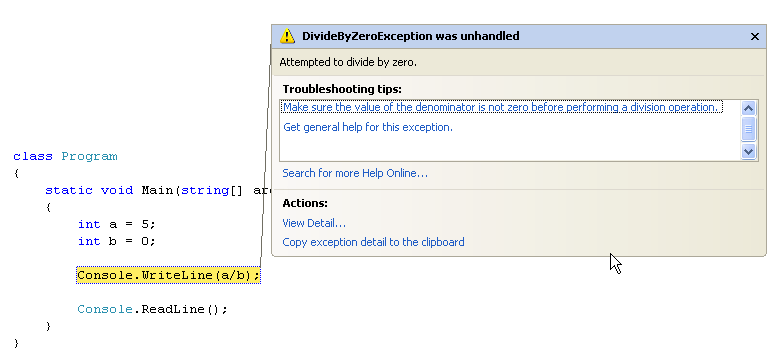 DivideByZeroException was unhandled
Attempted to divide by zero.
Troubleshooting tips:
Make sure the value of the denominator is not zero before performing a division operation.
Get general help for this exception.
Search for more Help Online...
Actions:
View Detail...
Copy exception detail to the clipboard
class Program
{
static void Main(string[]
{
int a = 5;
int b = 0;
Console.WriteLine(a/b);
Console.ReadLine();
}
}